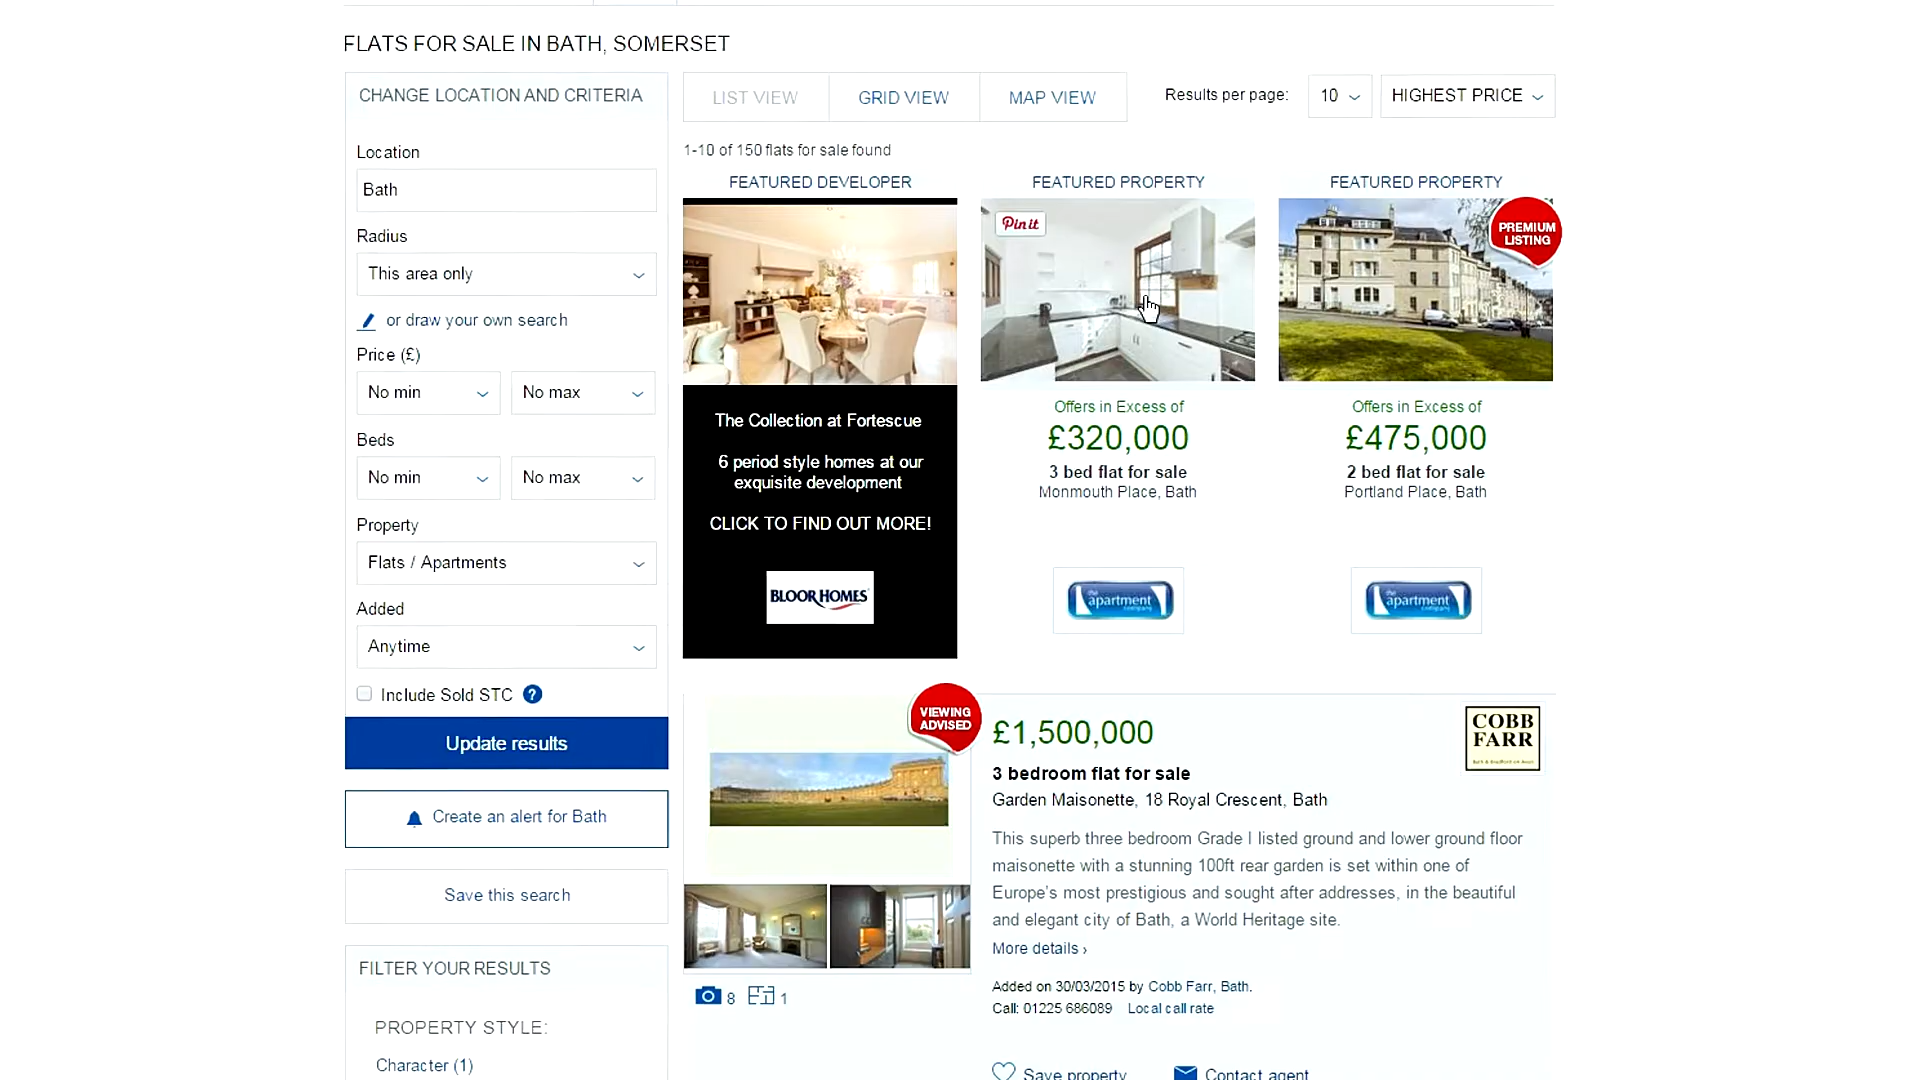 FLATS FOR SALE IN BATH, SOMERSET
CHANGE LOCATION AND CRITERIA
Location
Bath
Radius
This area only
or draw your own search
Price (£)
No min
No max
Beds
No min
No max
Property
Flats / Apartments
Added
Anytime
Include Sold STC ?
Update results
Create an alert for Bath
Save this search
FILTER YOUR RESULTS
PROPERTY STYLE:
Character (1)
LIST VIEW
GRID VIEW
MAP VIEW
Results per page:
10
HIGHEST PRICE
1-10 of 150 flats for sale found
FEATURED DEVELOPER
The Collection at Fortescue
6 period style homes at our
exquisite development
CLICK TO FIND OUT MORE!
BLOOR HOMES
FEATURED PROPERTY
Pin it
Offers in Excess of
£320,000
3 bed flat for sale
Monmouth Place, Bath
the
apartment
company
FEATURED PROPERTY
PREMIUM
LISTING
Offers in Excess of
£475,000
2 bed flat for sale
Portland Place, Bath
the
apartment
company
VIEWING
ADVISED
8
1
£1,500,000
COBB
FARR
3 bedroom flat for sale
Garden Maisonette, 18 Royal Crescent, Bath
This superb three bedroom Grade I listed ground and lower ground floor
maisonette with a stunning 100ft rear garden is set within one of
Europe's most prestigious and sought after addresses, in the beautiful
and elegant city of Bath, a World Heritage site.
More details ›
Added on 30/03/2015 by Cobb Farr, Bath.
Call: 01225 686089 Local call rate
Save property
Contact agent